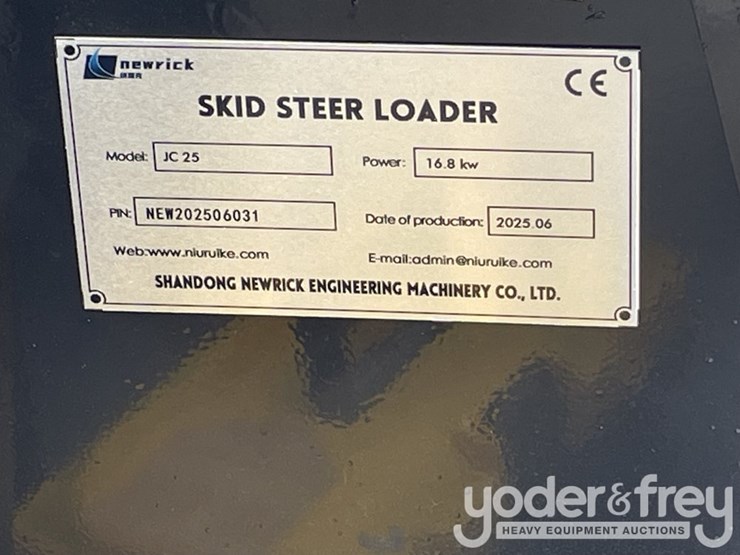 newrick
CE
SKID STEER LOADER
Model: JC 25
Power: 16.8 kw
PIN: NEW202506031
Date of production: 2025.06
Web:www.niuruike.com
E-mail:admin@niuruike.com
SHANDONG NEWRICK ENGINEERING MACHINERY CO., LTD.
yoder&frey
HEAVY EQUIPMENT AUCTIONS